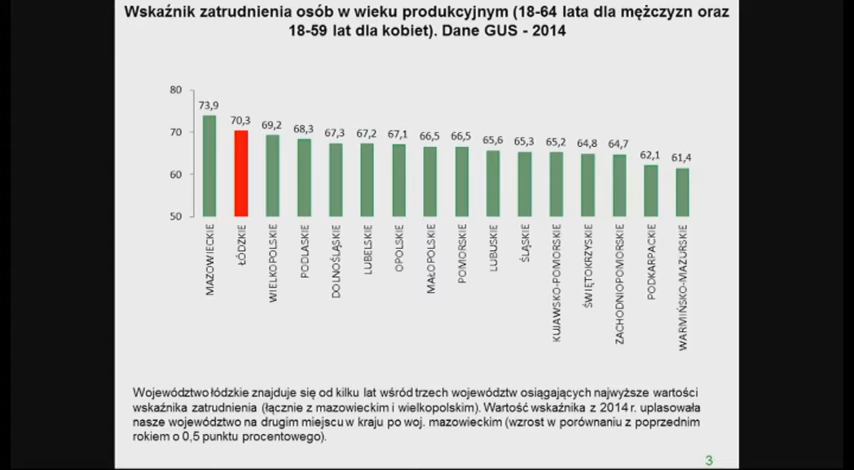 Wskaźnik zatrudnienia osób w wieku produkcyjnym (18-64 lata dla mężczyzn oraz
18-59 lat dla kobiet). Dane GUS - 2014
80
70
60
50
73,9
70,3
69,2
68,3
67,3
67,2
67,1
66,5
66,5
65,6
65,3
65,2
64,8
64,7
62,1
61,4
MAZOWIECKIE
ŁÓDZKIE
WIELKOPOLSKIE
PODLASKIE
DOLNOŚLĄSKIE
LUBELSKIE
OPOLSKIE
MAŁOPOLSKIE
POMORSKIE
LUBUSKIE
ŚLĄSKIE
KUJAWSKO-POMORSKIE
ŚWIĘTOKRZYSKIE
ZACHODNIOPOMORSKIE
PODKARPACKIE
WARMIŃSKO-MAZURSKIE
Województwo łódzkie znajduje się od kilku lat wśród trzech województw osiągających najwyższe wartości
wskaźnika zatrudnienia (łącznie z mazowieckim i wielkopolskim). Wartość wskaźnika z 2014 r. uplasowała
nasze województwo na drugim miejscu w kraju po woj. mazowieckim (wzrost w porównaniu z poprzednim
rokiem o 0,5 punktu procentowego).
3